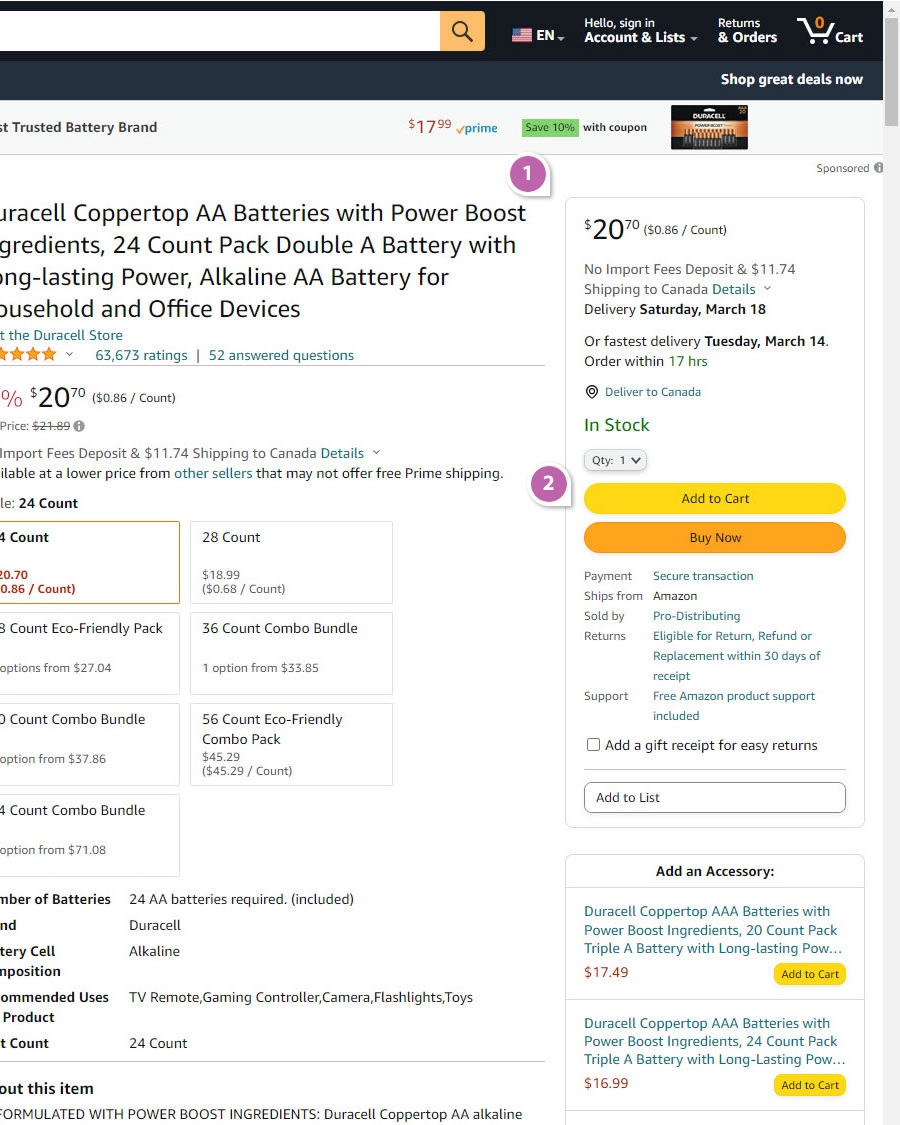 EN
Hello, sign in
Account & Lists
Returns
& Orders
0
Cart
Shop great deals now
st Trusted Battery Brand
$17⁹⁹ prime
Save 10% with coupon
DURACELL
POWER BOOST
1
Sponsored
uracell Coppertop AA Batteries with Power Boost
gredients, 24 Count Pack Double A Battery with
ong-lasting Power, Alkaline AA Battery for
ousehold and Office Devices
t the Duracell Store
63,673 ratings | 52 answered questions
% $20⁷⁰ ($0.86 / Count)
Price: $21.89
Import Fees Deposit & $11.74 Shipping to Canada Details
ilable at a lower price from other sellers that may not offer free Prime shipping.
le: 24 Count
4 Count
20.70
0.86 / Count)
28 Count
$18.99
($0.68 / Count)
8 Count Eco-Friendly Pack
options from $27.04
36 Count Combo Bundle
1 option from $33.85
0 Count Combo Bundle
option from $37.86
56 Count Eco-Friendly
Combo Pack
$45.29
($45.29 / Count)
4 Count Combo Bundle
option from $71.08
mber of Batteries 24 AA batteries required. (included)
nd Duracell
tery Cell
mposition
Alkaline
ommended Uses
Product
TV Remote,Gaming Controller,Camera,Flashlights,Toys
t Count 24 Count
out this item
FORMULATED WITH POWER BOOST INGREDIENTS: Duracell Coppertop AA alkaline
$20⁷⁰ ($0.86 / Count)
No Import Fees Deposit & $11.74
Shipping to Canada Details
Delivery Saturday, March 18
Or fastest delivery Tuesday, March 14.
Order within 17 hrs
Deliver to Canada
In Stock
Qty: 1
2
Add to Cart
Buy Now
Payment Secure transaction
Ships from Amazon
Sold by Pro-Distributing
Returns Eligible for Return, Refund or
Replacement within 30 days of
receipt
Support Free Amazon product support
included
Add a gift receipt for easy returns
Add to List
Add an Accessory:
Duracell Coppertop AAA Batteries with
Power Boost Ingredients, 20 Count Pack
Triple A Battery with Long-lasting Pow…
$17.49 Add to Cart
Duracell Coppertop AAA Batteries with
Power Boost Ingredients, 24 Count Pack
Triple A Battery with Long-Lasting Pow…
$16.99 Add to Cart